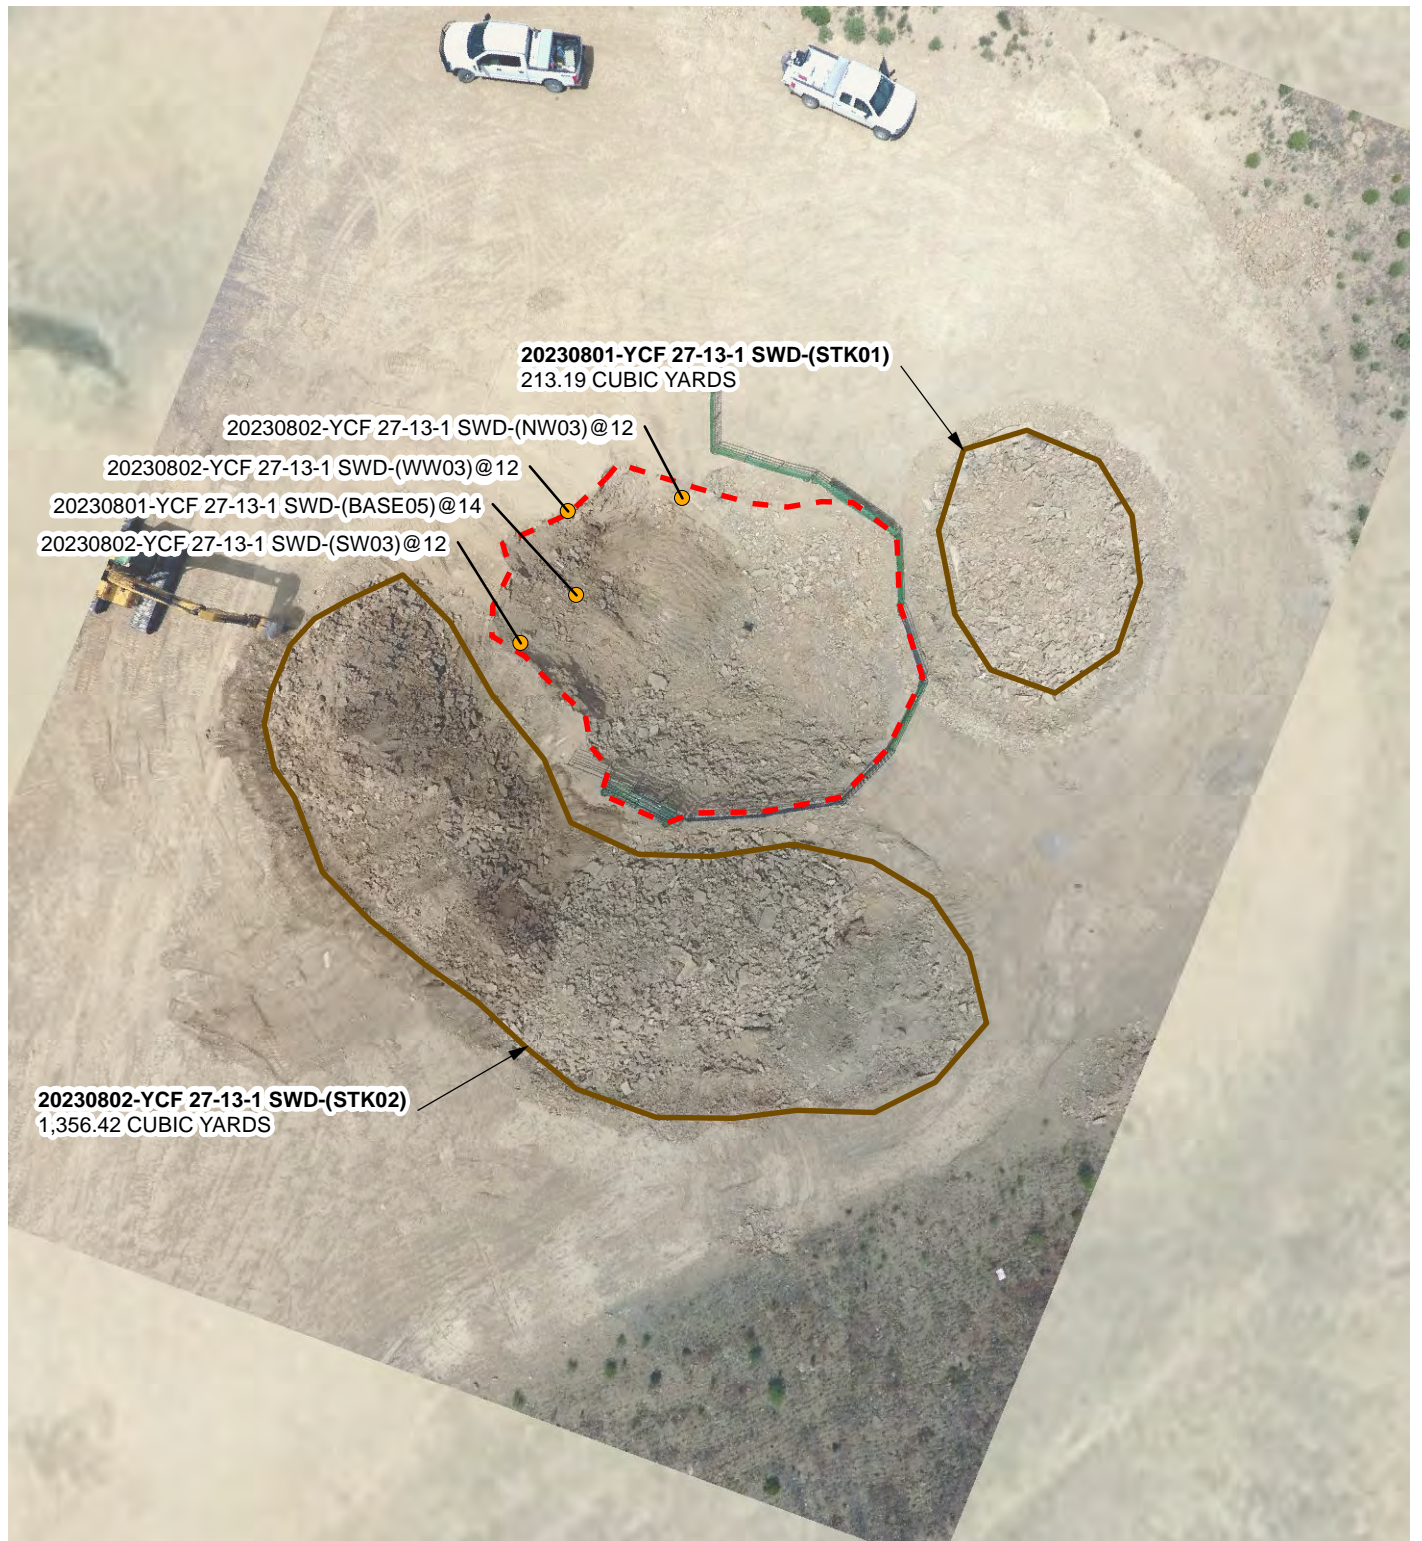 20230801-YCF 27-13-1 SWD-(STK01)
213.19 CUBIC YARDS
20230802-YCF 27-13-1 SWD-(NW03)@12
20230802-YCF 27-13-1 SWD-(WW03)@12
20230801-YCF 27-13-1 SWD-(BASE05)@14
20230802-YCF 27-13-1 SWD-(SW03)@12
20230802-YCF 27-13-1 SWD-(STK02)
1,356.42 CUBIC YARDS